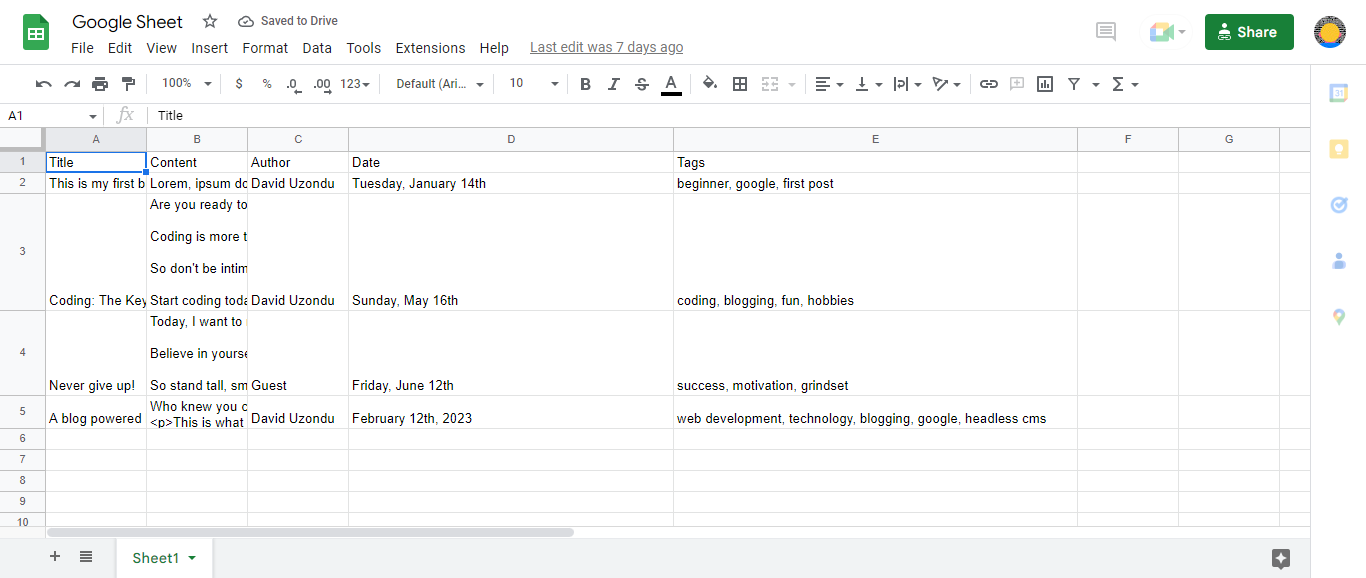 Google Sheet Saved to Drive
File Edit View Insert Format Data Tools Extensions Help Last edit was 7 days ago
Share
100% $ % .0 .00 123 Default (Ari... 10 B I S A
31
A1 fx Title
A B C D E F G
1 Title Content Author Date Tags
2 This is my first b Lorem, ipsum do David Uzondu Tuesday, January 14th beginner, google, first post
Are you ready to
Coding is more t
3
So don't be intim
Coding: The Key Start coding toda David Uzondu Sunday, May 16th coding, blogging, fun, hobbies
Today, I want to
4 Believe in yourse
Never give up! So stand tall, sm Guest Friday, June 12th success, motivation, grindset
Who knew you c
5 A blog powered <p>This is what David Uzondu February 12th, 2023 web development, technology, blogging, google, headless cms
6
7
8
9
10
Sheet1